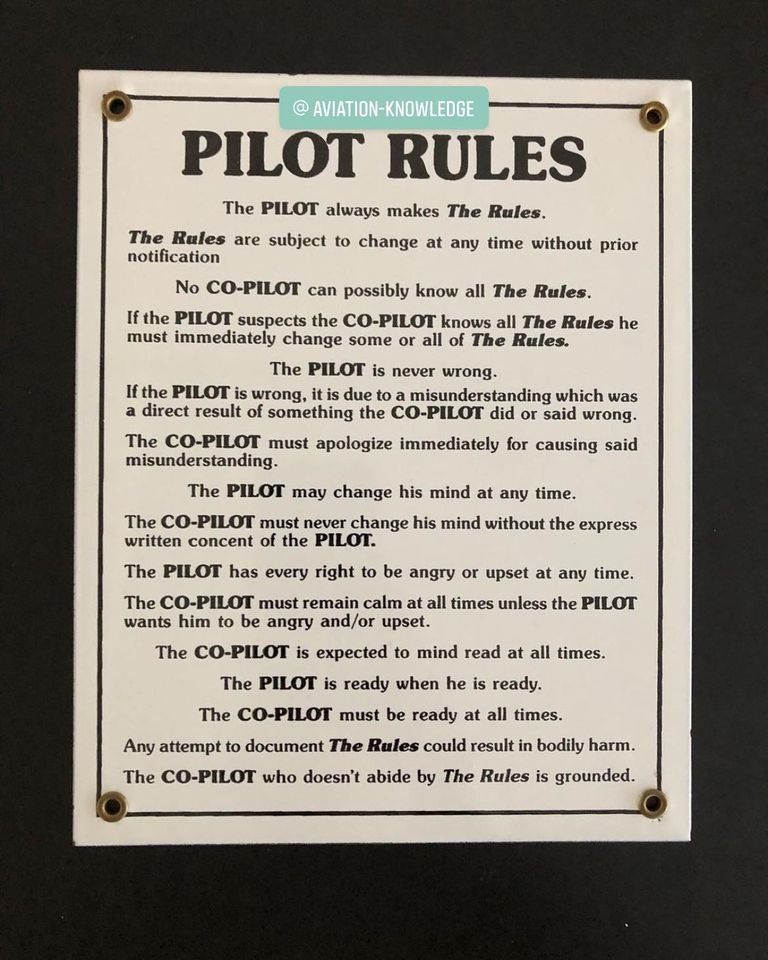 @ AVIATION-KNOWLEDGE
PILOT RULES
The PILOT always makes The Rules.
The Rules are subject to change at any time without prior
notification
No CO-PILOT can possibly know all The Rules.
If the PILOT suspects the CO-PILOT knows all The Rules he
must immediately change some or all of The Rules.
The PILOT is never wrong.
If the PILOT is wrong, it is due to a misunderstanding which was
a direct result of something the CO-PILOT did or said wrong.
The CO-PILOT must apologize immediately for causing said
misunderstanding.
The PILOT may change his mind at any time.
The CO-PILOT must never change his mind without the express
written concent of the PILOT.
The PILOT has every right to be angry or upset at any time.
The CO-PILOT must remain calm at all times unless the PILOT
wants him to be angry and/or upset.
The CO-PILOT is expected to mind read at all times.
The PILOT is ready when he is ready.
The CO-PILOT must be ready at all times.
Any attempt to document The Rules could result in bodily harm.
The CO-PILOT who doesn't abide by The Rules is grounded.